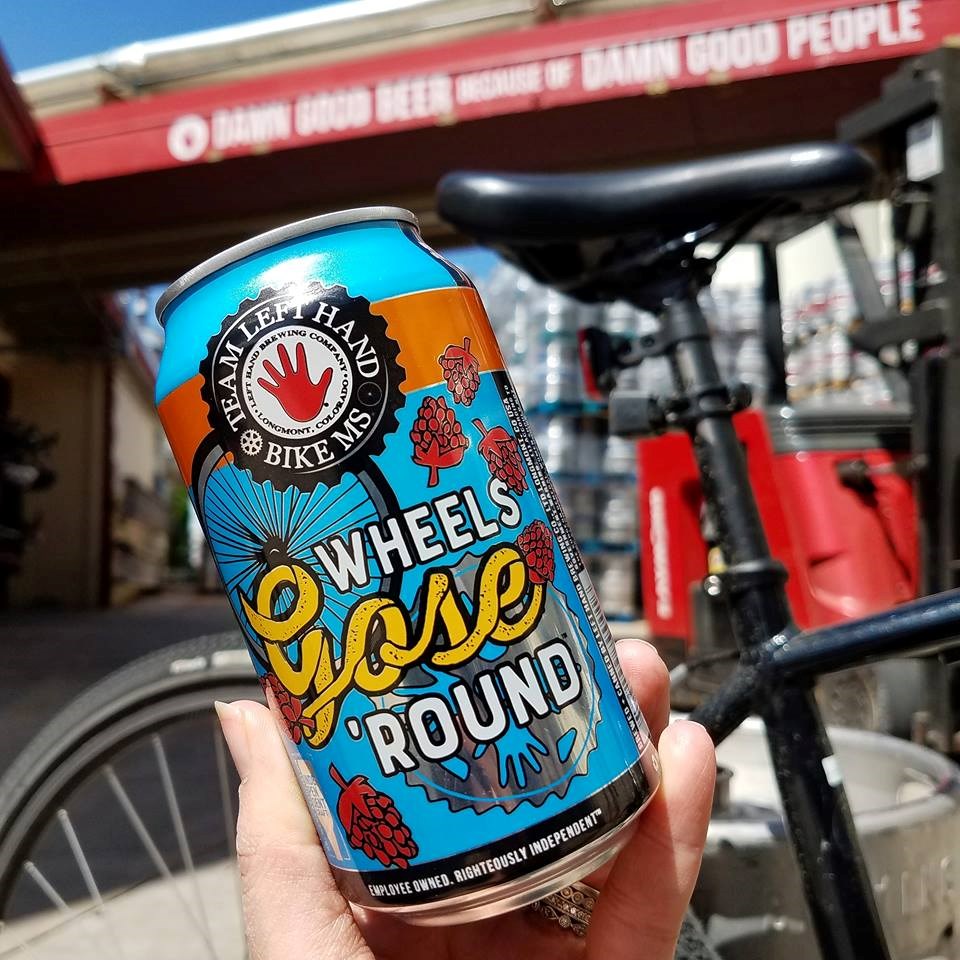 DAMN GOOD BEER BECAUSE OF DAMN GOOD PEOPLE
TEAM LEFT HAND
LEFT HAND BREWING COMPANY
LONGMONT, COLORADO
BIKE MS
WHEELS
Gose
'ROUND
EMPLOYEE OWNED. RIGHTEOUSLY INDEPENDENT™